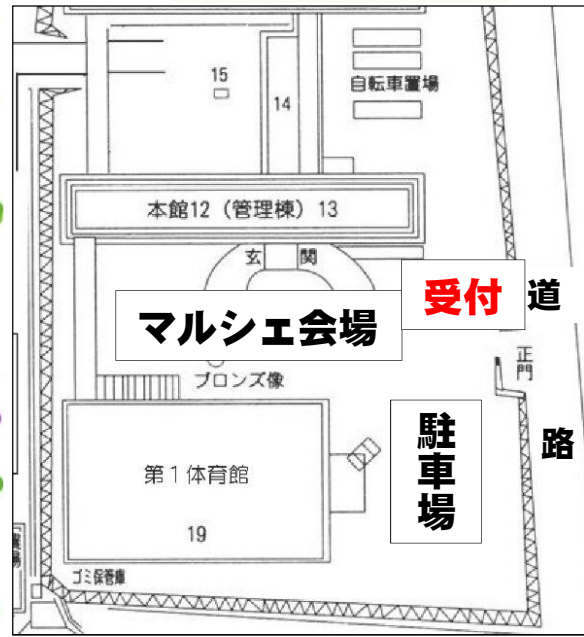 15
14
自転車置場
本館12（管理棟）13
玄 関
受付
道
マルシェ会場
正門
ブロンズ像
駐車場
路
第1体育館
19
ゴミ保管庫